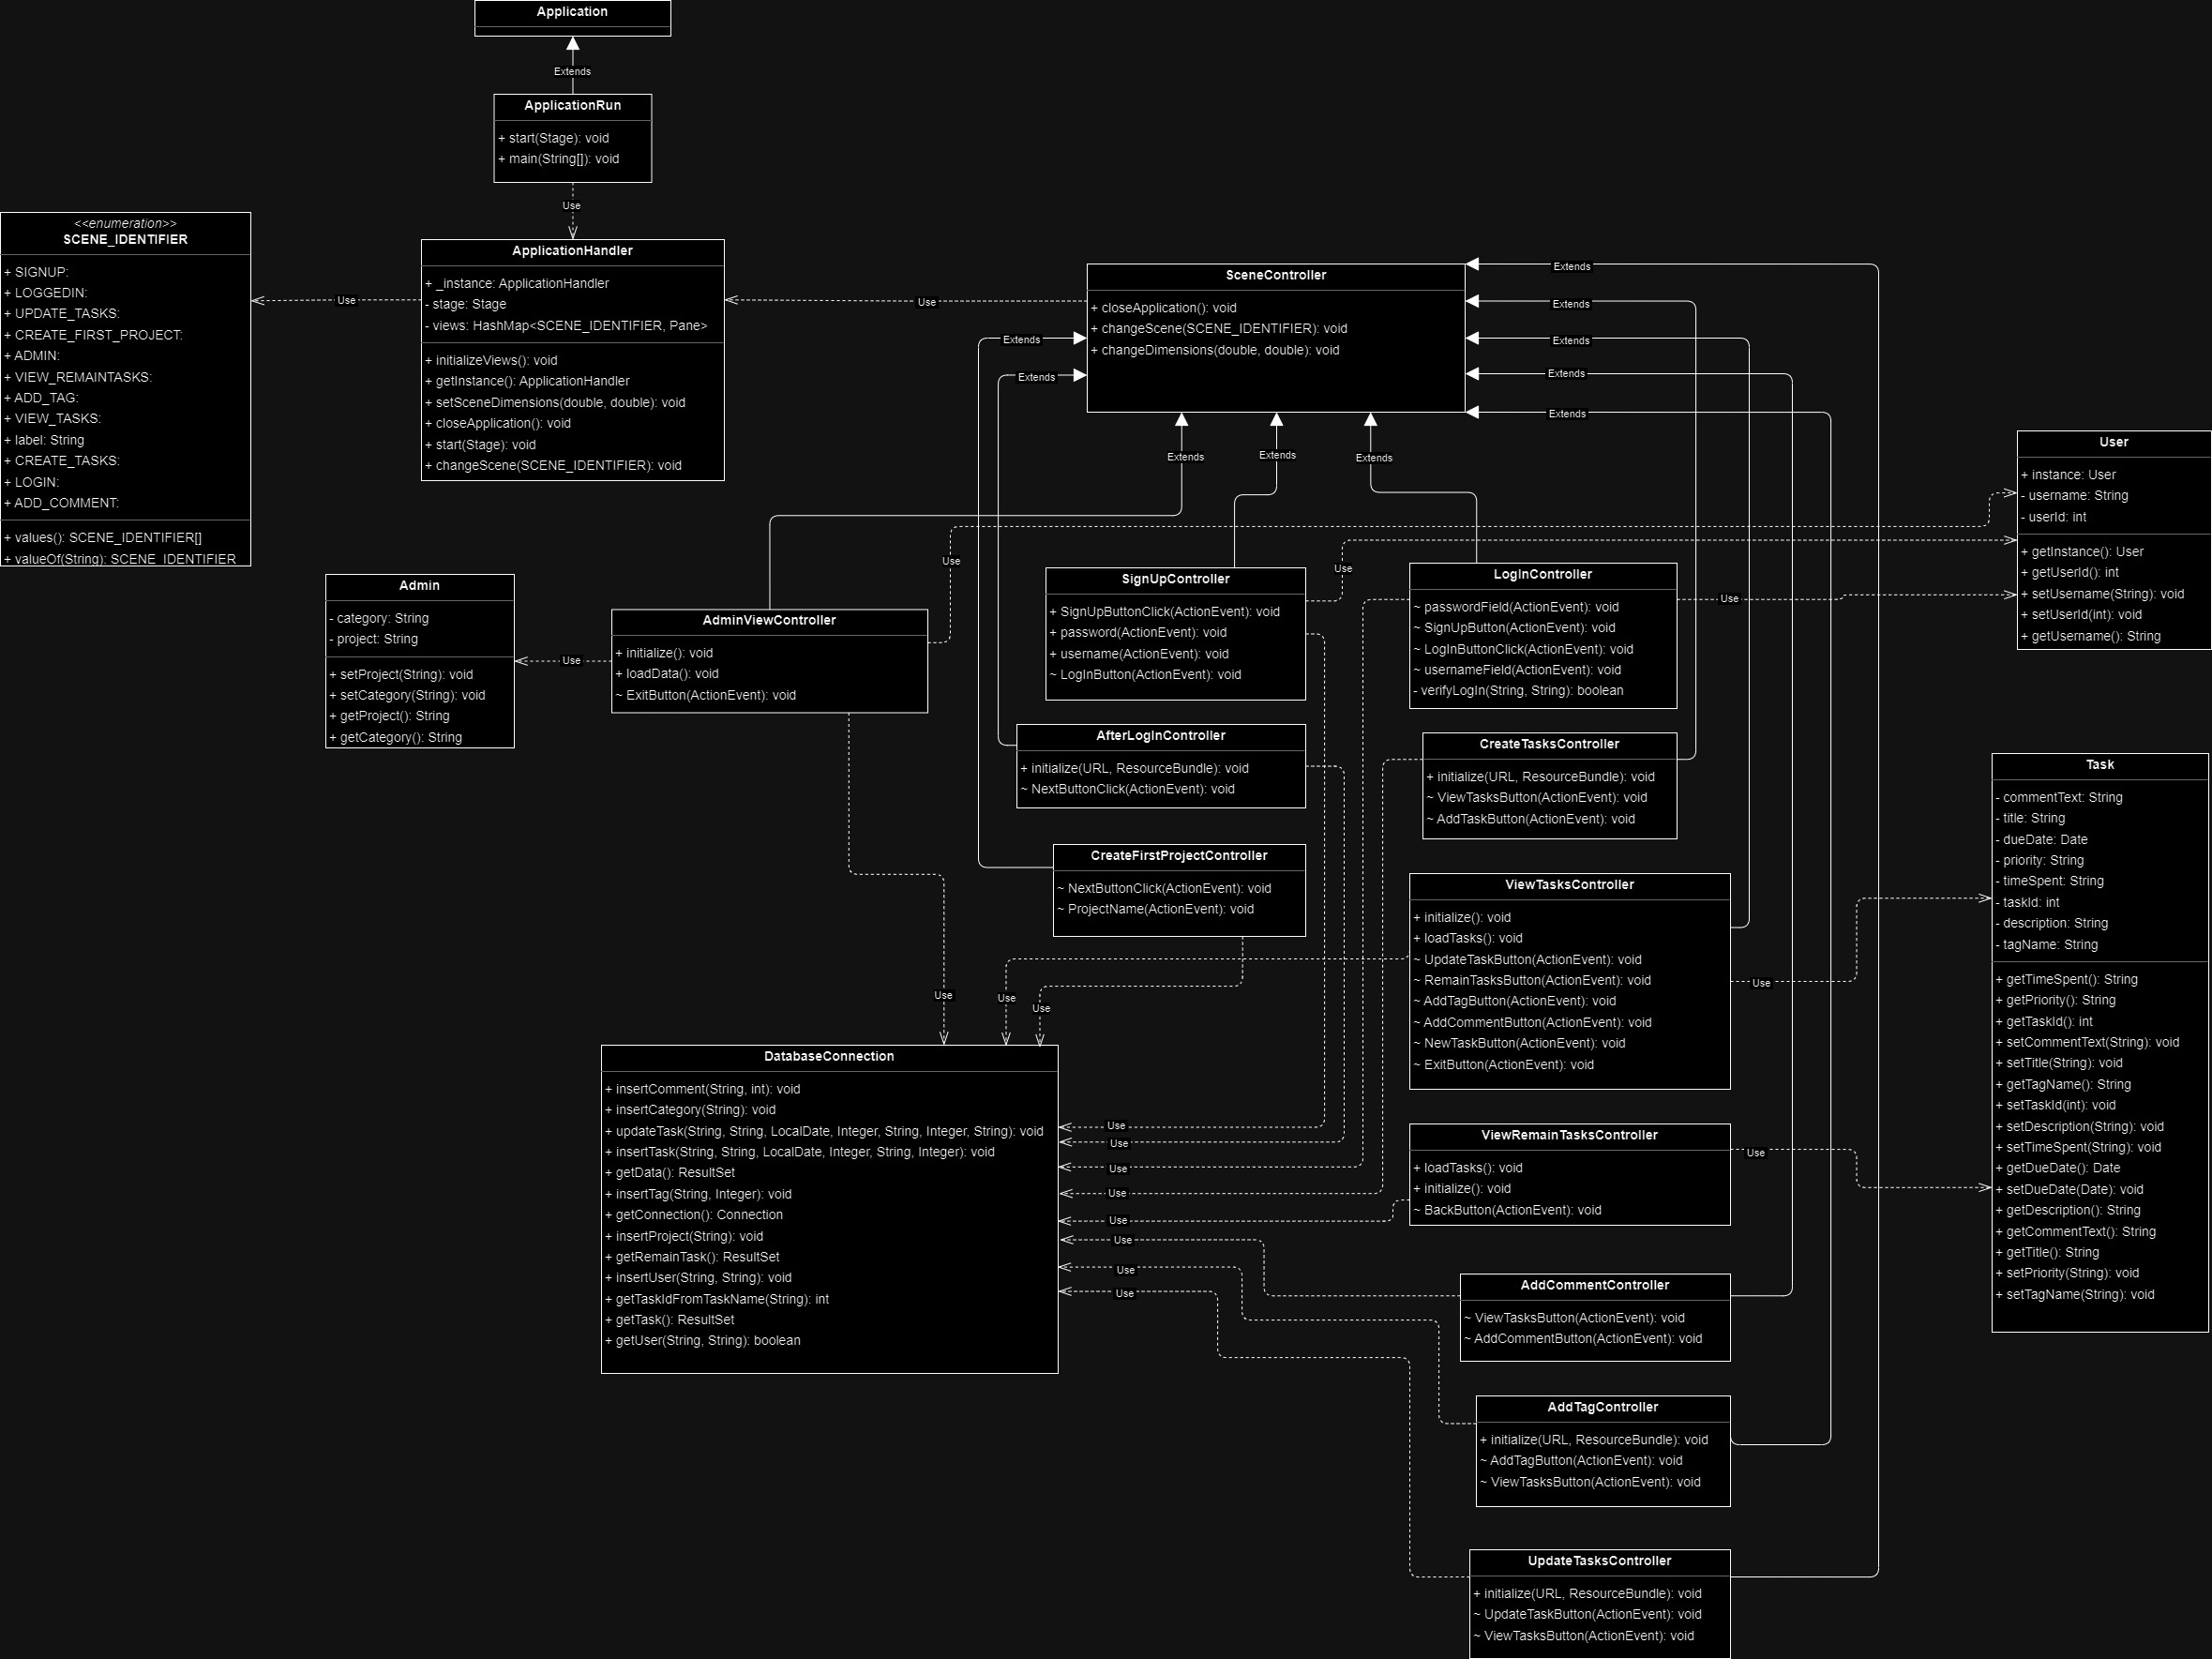 Application
Extends
ApplicationRun
+ start(Stage): void
+ main(String[]): void
Use
<<enumeration>>
SCENE_IDENTIFIER
+ SIGNUP:
+ LOGGEDIN:
+ UPDATE_TASKS:
+ CREATE_FIRST_PROJECT:
+ ADMIN:
+ VIEW_REMAINTASKS:
+ ADD_TAG:
+ VIEW_TASKS:
+ label: String
+ CREATE_TASKS:
+ LOGIN:
+ ADD_COMMENT:
+ values(): SCENE_IDENTIFIER[]
+ valueOf(String): SCENE_IDENTIFIER
Use
ApplicationHandler
+ _instance: ApplicationHandler
- stage: Stage
- views: HashMap<SCENE_IDENTIFIER, Pane>
+ initializeViews(): void
+ getInstance(): ApplicationHandler
+ setSceneDimensions(double, double): void
+ closeApplication(): void
+ start(Stage): void
+ changeScene(SCENE_IDENTIFIER): void
Use
SceneController
+ closeApplication(): void
+ changeScene(SCENE_IDENTIFIER): void
+ changeDimensions(double, double): void
Extends
Extends
Extends
Extends
Extends
Extends
Extends
Extends
Extends
Extends
User
+ instance: User
- username: String
- userId: int
+ getInstance(): User
+ getUserId(): int
+ setUsername(String): void
+ setUserId(int): void
+ getUsername(): String
Use
Use
Use
Admin
- category: String
- project: String
+ setProject(String): void
+ setCategory(String): void
+ getProject(): String
+ getCategory(): String
Use
AdminViewController
+ initialize(): void
+ loadData(): void
~ ExitButton(ActionEvent): void
SignUpController
+ SignUpButtonClick(ActionEvent): void
+ password(ActionEvent): void
+ username(ActionEvent): void
~ LogInButton(ActionEvent): void
LogInController
~ passwordField(ActionEvent): void
~ SignUpButton(ActionEvent): void
~ LogInButtonClick(ActionEvent): void
~ usernameField(ActionEvent): void
- verifyLogIn(String, String): boolean
AfterLogInController
+ initialize(URL, ResourceBundle): void
~ NextButtonClick(ActionEvent): void
CreateTasksController
+ initialize(URL, ResourceBundle): void
~ ViewTasksButton(ActionEvent): void
~ AddTaskButton(ActionEvent): void
CreateFirstProjectController
~ NextButtonClick(ActionEvent): void
~ ProjectName(ActionEvent): void
ViewTasksController
+ initialize(): void
+ loadTasks(): void
~ UpdateTaskButton(ActionEvent): void
~ RemainTasksButton(ActionEvent): void
~ AddTagButton(ActionEvent): void
~ AddCommentButton(ActionEvent): void
~ NewTaskButton(ActionEvent): void
~ ExitButton(ActionEvent): void
Use
Task
- commentText: String
- title: String
- dueDate: Date
- priority: String
- timeSpent: String
- taskId: int
- description: String
- tagName: String
+ getTimeSpent(): String
+ getPriority(): String
+ getTaskId(): int
+ setCommentText(String): void
+ setTitle(String): void
+ getTagName(): String
+ setTaskId(int): void
+ setDescription(String): void
+ setTimeSpent(String): void
+ getDueDate(): Date
+ setDueDate(Date): void
+ getDescription(): String
+ getCommentText(): String
+ getTitle(): String
+ setPriority(String): void
+ setTagName(String): void
Use
Use
Use
DatabaseConnection
+ insertComment(String, int): void
+ insertCategory(String): void
+ updateTask(String, String, LocalDate, Integer, String, Integer, String): void
+ insertTask(String, String, LocalDate, Integer, String, Integer): void
+ getData(): ResultSet
+ insertTag(String, Integer): void
+ getConnection(): Connection
+ insertProject(String): void
+ getRemainTask(): ResultSet
+ insertUser(String, String): void
+ getTaskIdFromTaskName(String): int
+ getTask(): ResultSet
+ getUser(String, String): boolean
Use
Use
Use
Use
Use
Use
Use
Use
ViewRemainTasksController
+ loadTasks(): void
+ initialize(): void
~ BackButton(ActionEvent): void
Use
AddCommentController
~ ViewTasksButton(ActionEvent): void
~ AddCommentButton(ActionEvent): void
AddTagController
+ initialize(URL, ResourceBundle): void
~ AddTagButton(ActionEvent): void
~ ViewTasksButton(ActionEvent): void
UpdateTasksController
+ initialize(URL, ResourceBundle): void
~ UpdateTaskButton(ActionEvent): void
~ ViewTasksButton(ActionEvent): void